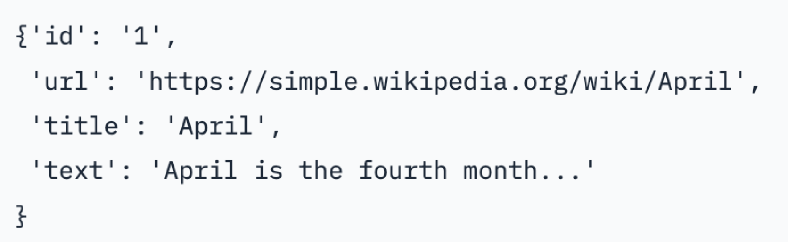 {'id': '1',
 'url': 'https://simple.wikipedia.org/wiki/April',
 'title': 'April',
 'text': 'April is the fourth month...'
}